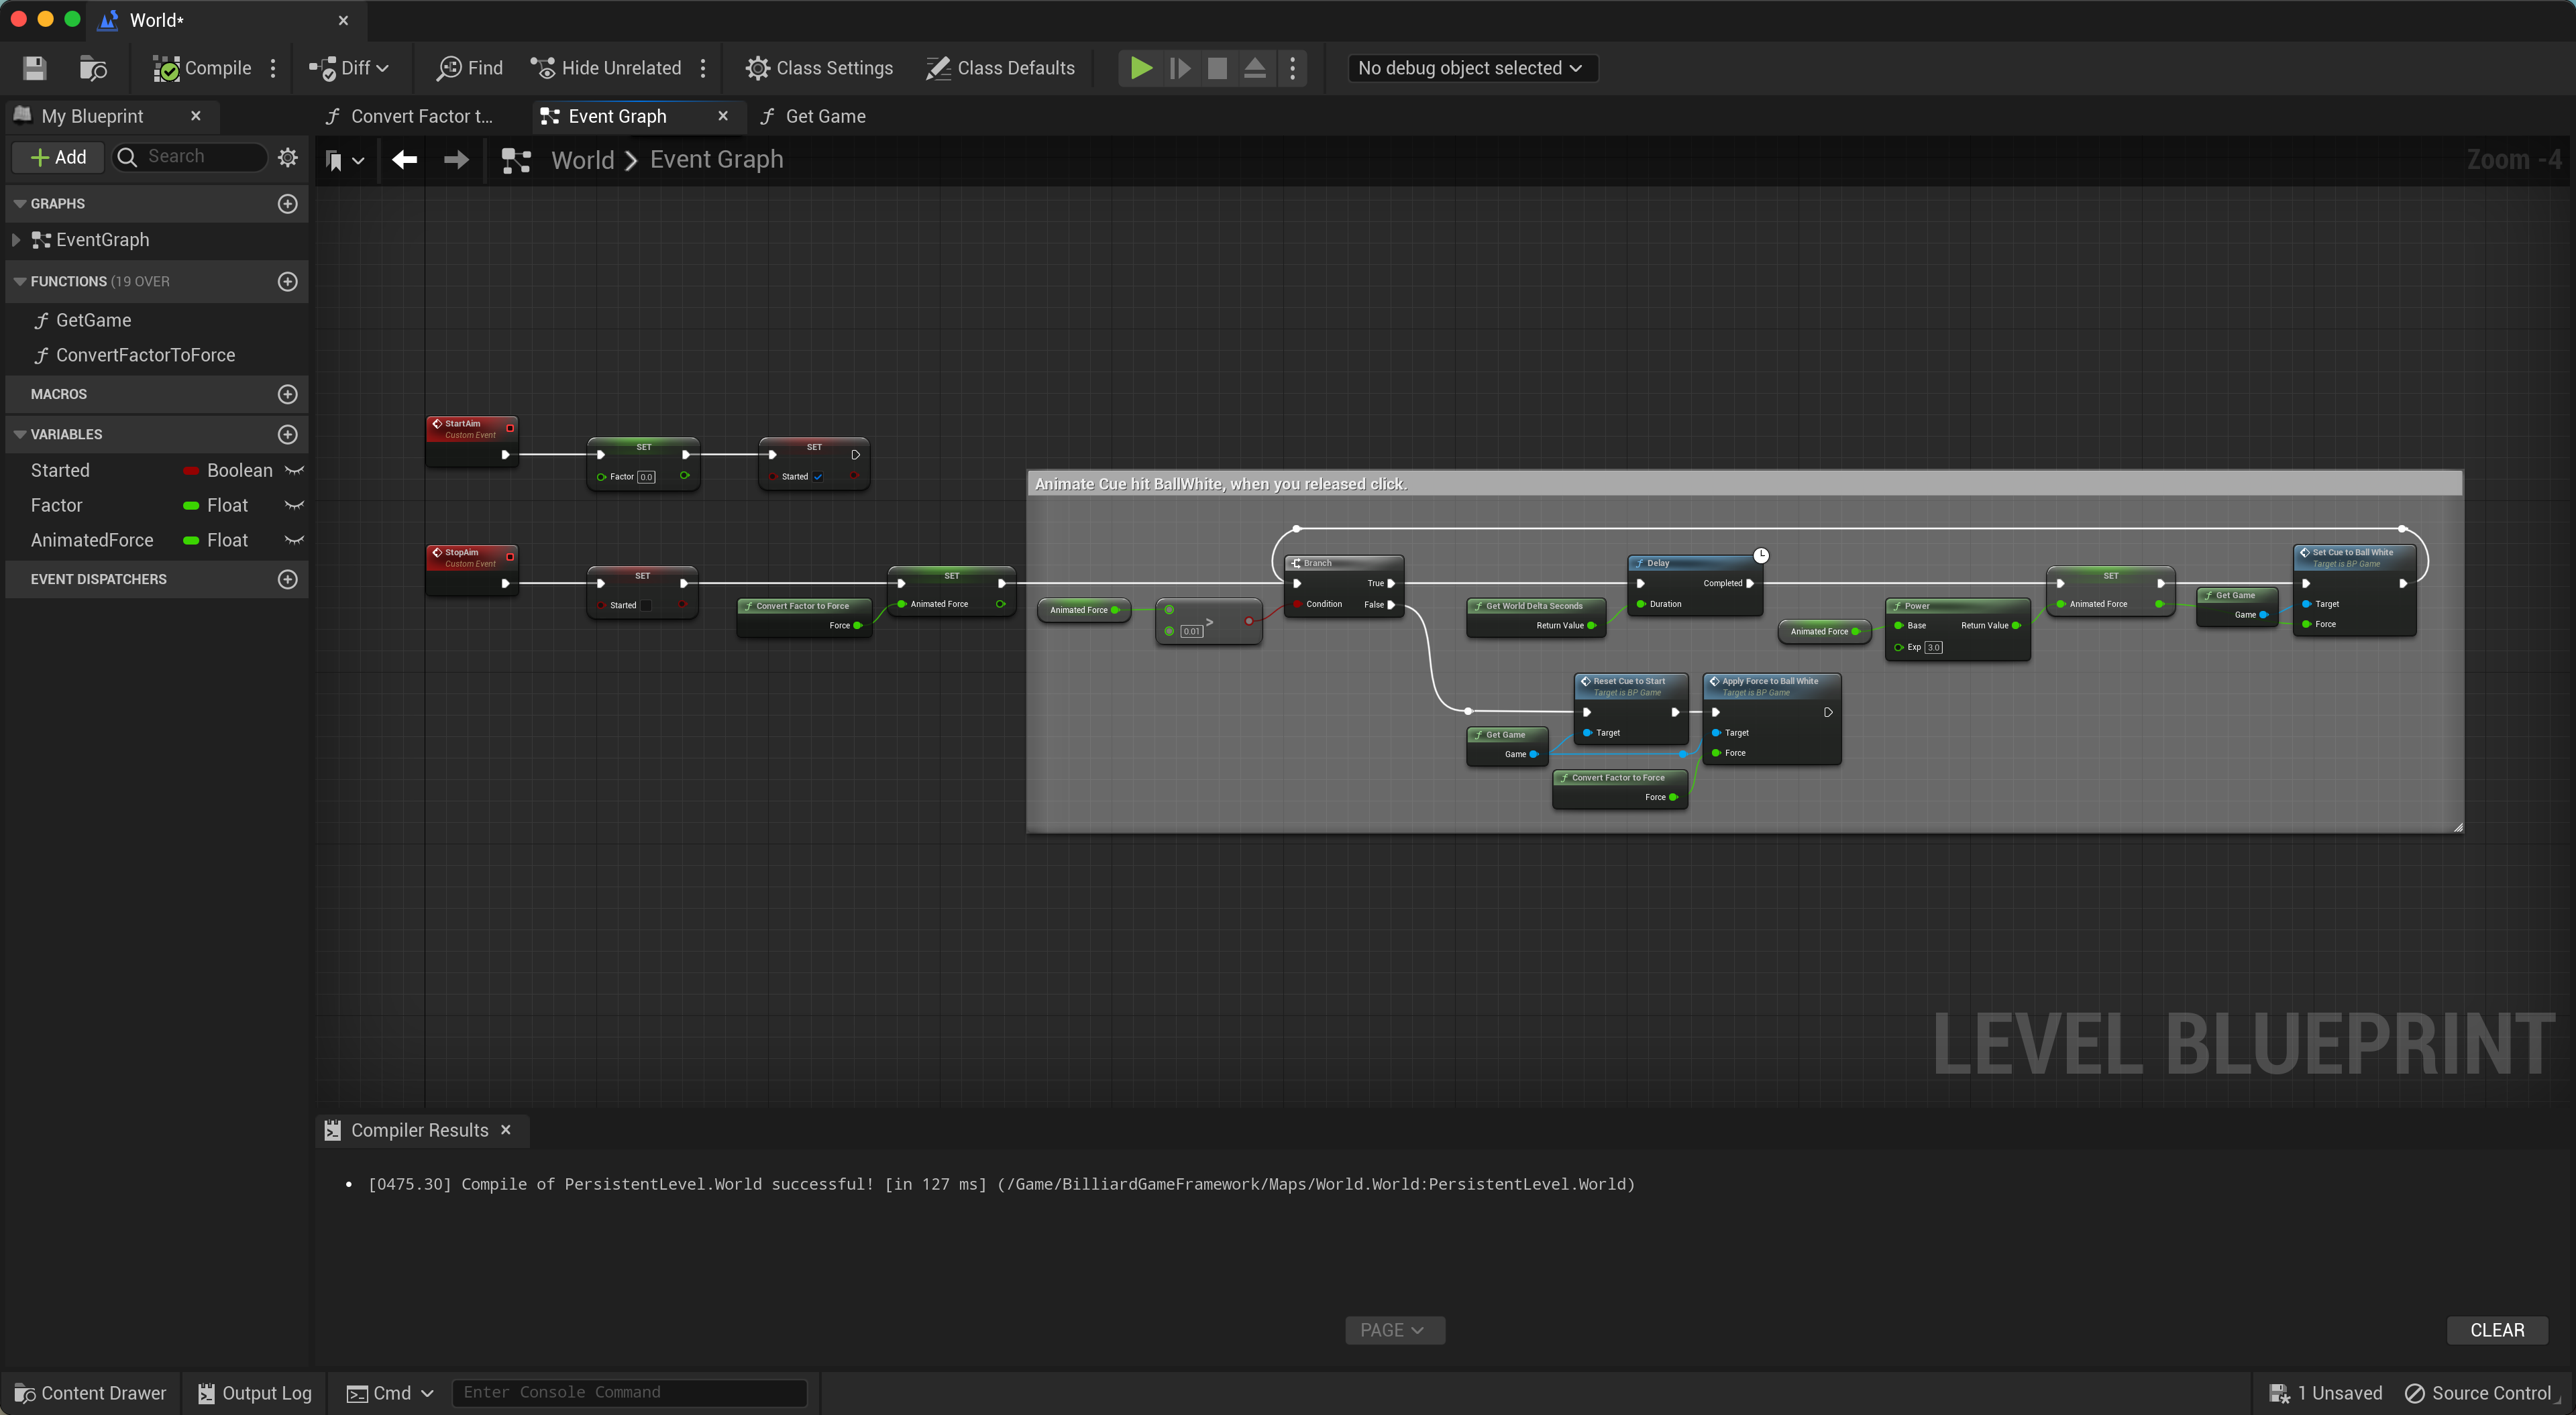 World*
Compile
Diff
Find
Hide Unrelated
Class Settings
Class Defaults
No debug object selected
My Blueprint
Convert Factor t...
Event Graph
Get Game
Add
Search
World > Event Graph
Zoom -4
GRAPHS
EventGraph
FUNCTIONS (19 OVER
GetGame
ConvertFactorToForce
MACROS
VARIABLES
Started Boolean
Factor Float
AnimatedForce Float
EVENT DISPATCHERS
StartAim
Custom Event
SET
Factor 0.0
SET
Started
Animate Cue hit BallWhite, when you released click.
StopAim
Custom Event
SET
Started
Convert Factor to Force
Force
SET
Animated Force
Animated Force
0.01
>
Branch
True
Condition
False
Get World Delta Seconds
Return Value
Delay
Completed
Duration
Animated Force
Power
Base
Return Value
Exp 3.0
SET
Animated Force
Get Game
Game
Set Cue to Ball White
Target is BP Game
Target
Force
Reset Cue to Start
Target is BP Game
Target
Apply Force to Ball White
Target is BP Game
Target
Force
Get Game
Game
Convert Factor to Force
Force
LEVEL BLUEPRINT
Compiler Results
• [0475.30] Compile of PersistentLevel.World successful! [in 127 ms] (/Game/BilliardGameFramework/Maps/World.World:PersistentLevel.World)
PAGE
CLEAR
Content Drawer
Output Log
Cmd
Enter Console Command
1 Unsaved
Source Control